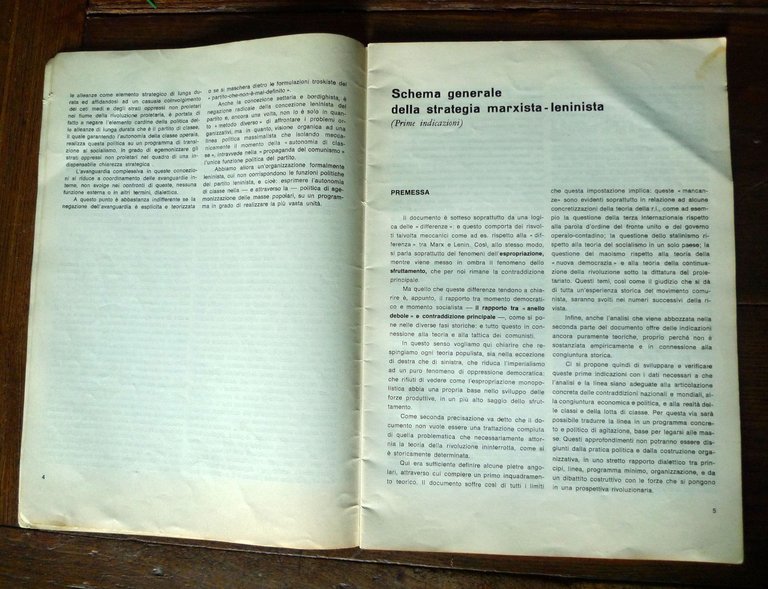 le alleanze come elemento strategico di lunga du-
rata ed affidandosi ad un casuale coinvolgimento
dei ceti medi e degli strati oppressi non proletari
nel fiume della rivoluzione proletaria, è portata di
fatto a negare l'elemento cardine della politica del-
le alleanze di lunga durata che è il partito di classe,
il quale garantendo l'autonomia della classe operaia,
realizza questa politica su un programma di transi-
zione al socialismo, in grado di egemonizzare gli
strati oppressi non proletari nel quadro di una in-
dispensabile chiarezza strategica.
L'avanguardia complessiva in queste concezio-
ni si riduce a coordinamento delle avanguardie in-
terne, non svolge nei confronti di queste, nessuna
funzione esterna o in altri termini, dialettica.
A questo punto è abbastanza indifferente se la
negazione dell'avanguardia è esplicita e teorizzata
o se si maschera dietro le formulazioni troskiste del
« partito-che-non-è-mai-definito ».
Anche la concezione settaria e bordighista, è
negazione radicale della concezione leninista del
partito e, ancora una volta, non lo è solo in quan-
to « metodo diverso » di affrontare i problemi or-
ganizzativi, ma in quanto, visione organica ad una
linea politica massimalista che isolando mecca-
nicamente il momento della « autonomia di clas-
se », intravvede nella « propaganda del comunismo »
l'unica funzione politica del partito.
Abbiamo allora un'organizzazione formalmente
leninista, cui non corrispondono le funzioni politiche
del partito leninista, e cioè: esprimere l'autonomia
di classe nella — e attraverso la — politica di ege-
monizzazione delle masse popolari, su un program-
ma in grado di realizzare la più vasta unità.
4
Schema generale
della strategia marxista-leninista
(Prime indicazioni)
PREMESSA
Il documento è sotteso soprattutto da una logi-
ca delle « differenze »: e questo comporta dei risvol-
ti talvolta meccanici come ad es. rispetto alla « dif-
ferenza » tra Marx e Lenin. Così, allo stesso modo,
si parla soprattutto dei fenomeni dell'espropriazione,
mentre viene messo in ombra il fenomeno dello
sfruttamento, che per noi rimane la contraddizione
principale.
Ma quello che queste differenze tendono a chia-
rire è, appunto, il rapporto tra momento democrati-
co e momento socialista — il rapporto tra « anello
debole » e contraddizione principale —, come si po-
ne nelle diverse fasi storiche: e tutto questo in con-
nessione alla teoria e alla tattica dei comunisti.
In questo senso vogliamo qui chiarire che re-
spingiamo ogni teoria populista, sia nella eccezione
di destra che di sinistra, che riduca l'imperialismo
ad un puro fenomeno di oppressione democratica:
che rifiuti di vedere come l'espropriazione monopo-
listica abbia una propria base nello sviluppo delle
forze produttive, in un più alto saggio dello sfrut-
tamento.
Come seconda precisazione va detto che il do-
cumento non vuole essere una trattazione compiuta
di quella problematica che necessariamente attor-
nia la teoria della rivoluzione ininterrotta, come si
è storicamente determinata.
Qui era sufficiente definire alcune pietre ango-
lari, attraverso cui compiere un primo inquadramen-
to teorico. Il documento soffre così di tutti i limiti
che questa impostazione implica: queste « mancan-
ze » sono evidenti soprattutto in relazione ad alcune
concretizzazioni della teoria della r.i., come ad esempio
la questione della terza internazionale rispetto
alla parola d'ordine del fronte unito e del governo
operaio-contadino; la questione dello stalinismo ri-
spetto alla teoria del socialismo in un solo paese; la
questione del maoismo rispetto alla teoria della
« nuova democrazia » e alla teoria della continua-
zione della rivoluzione sotto la dittatura del prole-
tariato. Questi temi, così come il giudizio che si dà
di tutta un'esperienza storica del movimento comu-
nista, saranno svolti nei numeri successivi della ri-
vista.
Infine, anche l'analisi che viene abbozzata nella
seconda parte del documento offre delle indicazioni
ancora puramente teoriche, proprio perché non è
sostanziata empiricamente e in connessione alla
congiuntura storica.
Ci si propone quindi di sviluppare e verificare
queste prime indicazioni con i dati necessari a che
l'analisi e la linea siano adeguate alla articolazione
concreta delle contraddizioni nazionali e mondiali, al-
la congiuntura economica e politica, e alla realtà del-
le classi e della lotta di classe. Per questa via sarà
possibile tradurre la linea in un programma concre-
to e politico di agitazione, base per legarsi alle mas-
se. Questi approfondimenti non potranno essere dis-
giunti dalla pratica politica e dalla costruzione orga-
nizzativa, in uno stretto rapporto dialettico tra prin-
cipi, linea, programma minimo, organizzazione, e da
un dibattito costruttivo con le forze che si pongono
in una prospettiva rivoluzionaria.
5